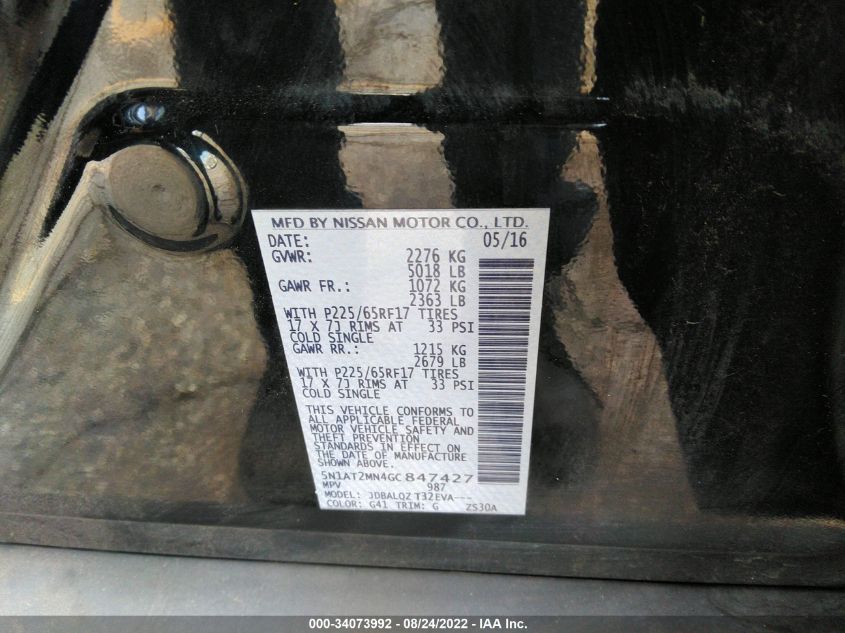 MFD BY NISSAN MOTOR CO., LTD.
DATE: 05/16
GVWR: 2276 KG
5018 LB
GAWR FR.: 1072 KG
2363 LB
WITH P225/65RF17 TIRES
17 X 7J RIMS AT 33 PSI
COLD SINGLE
GAWR RR.: 1215 KG
2679 LB
WITH P225/65RF17 TIRES
17 X 7J RIMS AT 33 PSI
COLD SINGLE
THIS VEHICLE CONFORMS TO
ALL APPLICABLE FEDERAL
MOTOR VEHICLE SAFETY AND
THEFT PREVENTION
STANDARDS IN EFFECT ON
THE DATE OF MANUFACTURE
SHOWN ABOVE.
5N1AT2MN4GC847427
MPV 987
MODEL: JDBALQZ T32EVA---
COLOR: G41 TRIM: G ZS30A
000-34073992 - 08/24/2022 - IAA Inc.